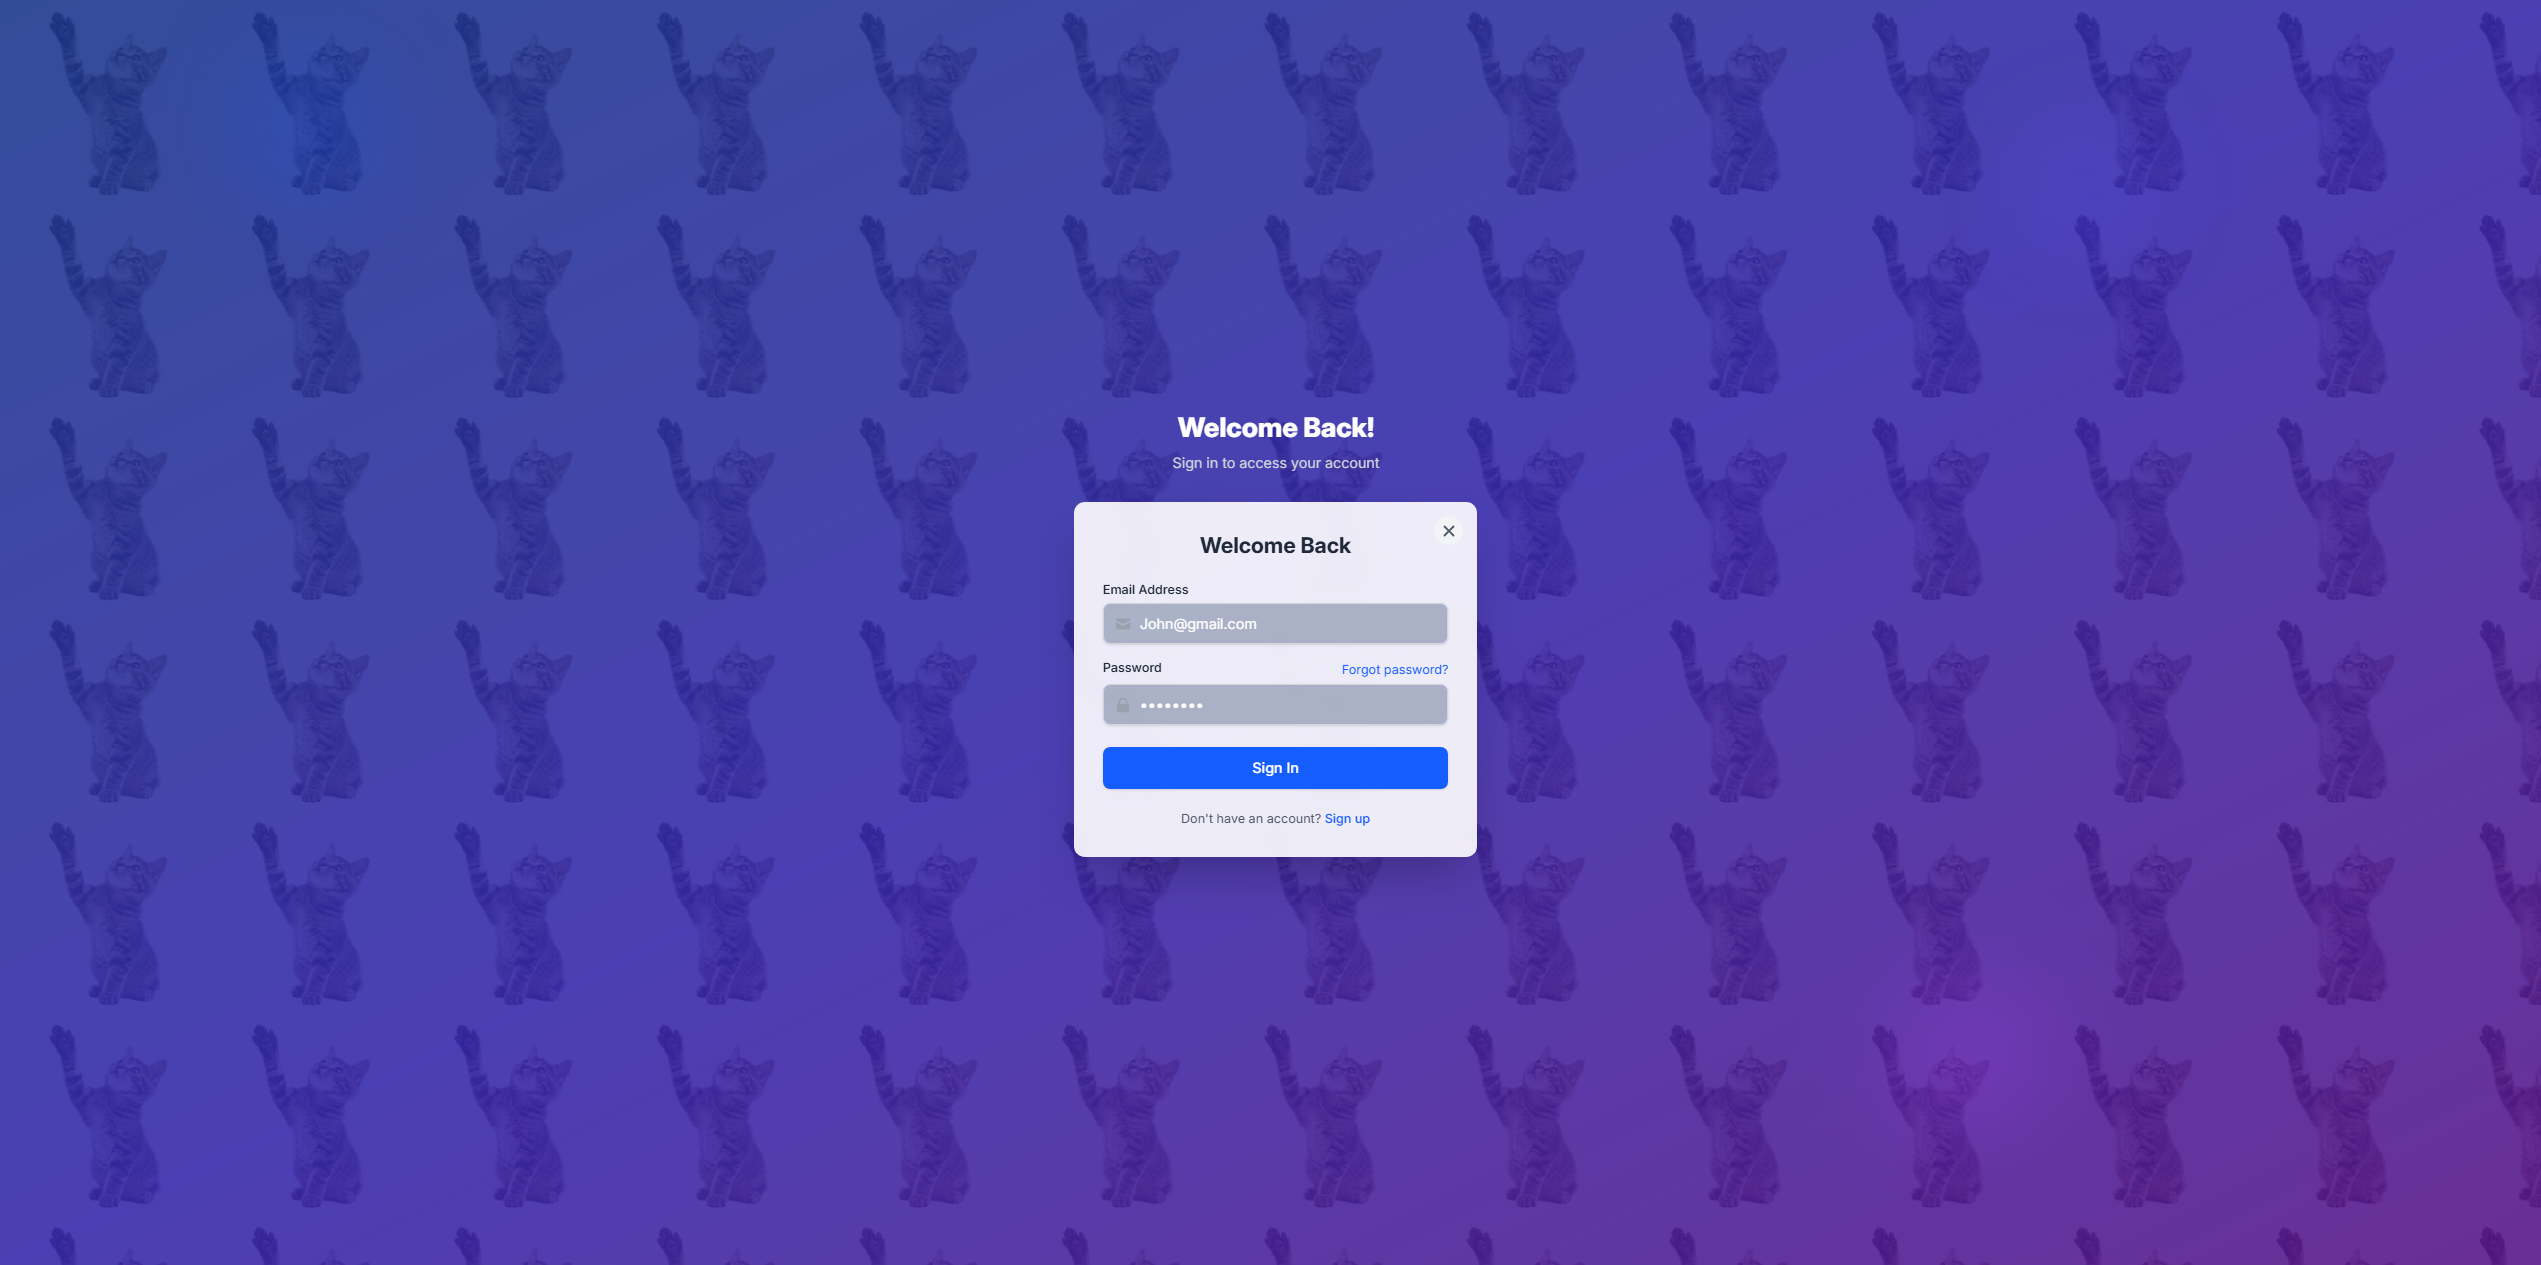 Welcome Back!
Sign in to access your account
Welcome Back
Email Address
John@gmail.com
Password
Forgot password?
••••••••
Sign In
Don't have an account? Sign up